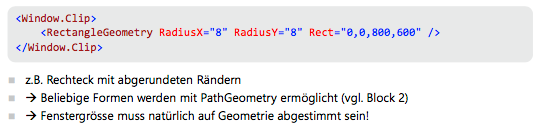 <Window.Clip>
<RectangleGeometry RadiusX="8" RadiusY="8" Rect="0,0,800,600" />
</Window.Clip>
z.B. Rechteck mit abgerundeten Rändern
→ Beliebige Formen werden mit PathGeometry ermöglicht (vgl. Block 2)
→ Fenstergrösse muss natürlich auf Geometrie abgestimmt sein!